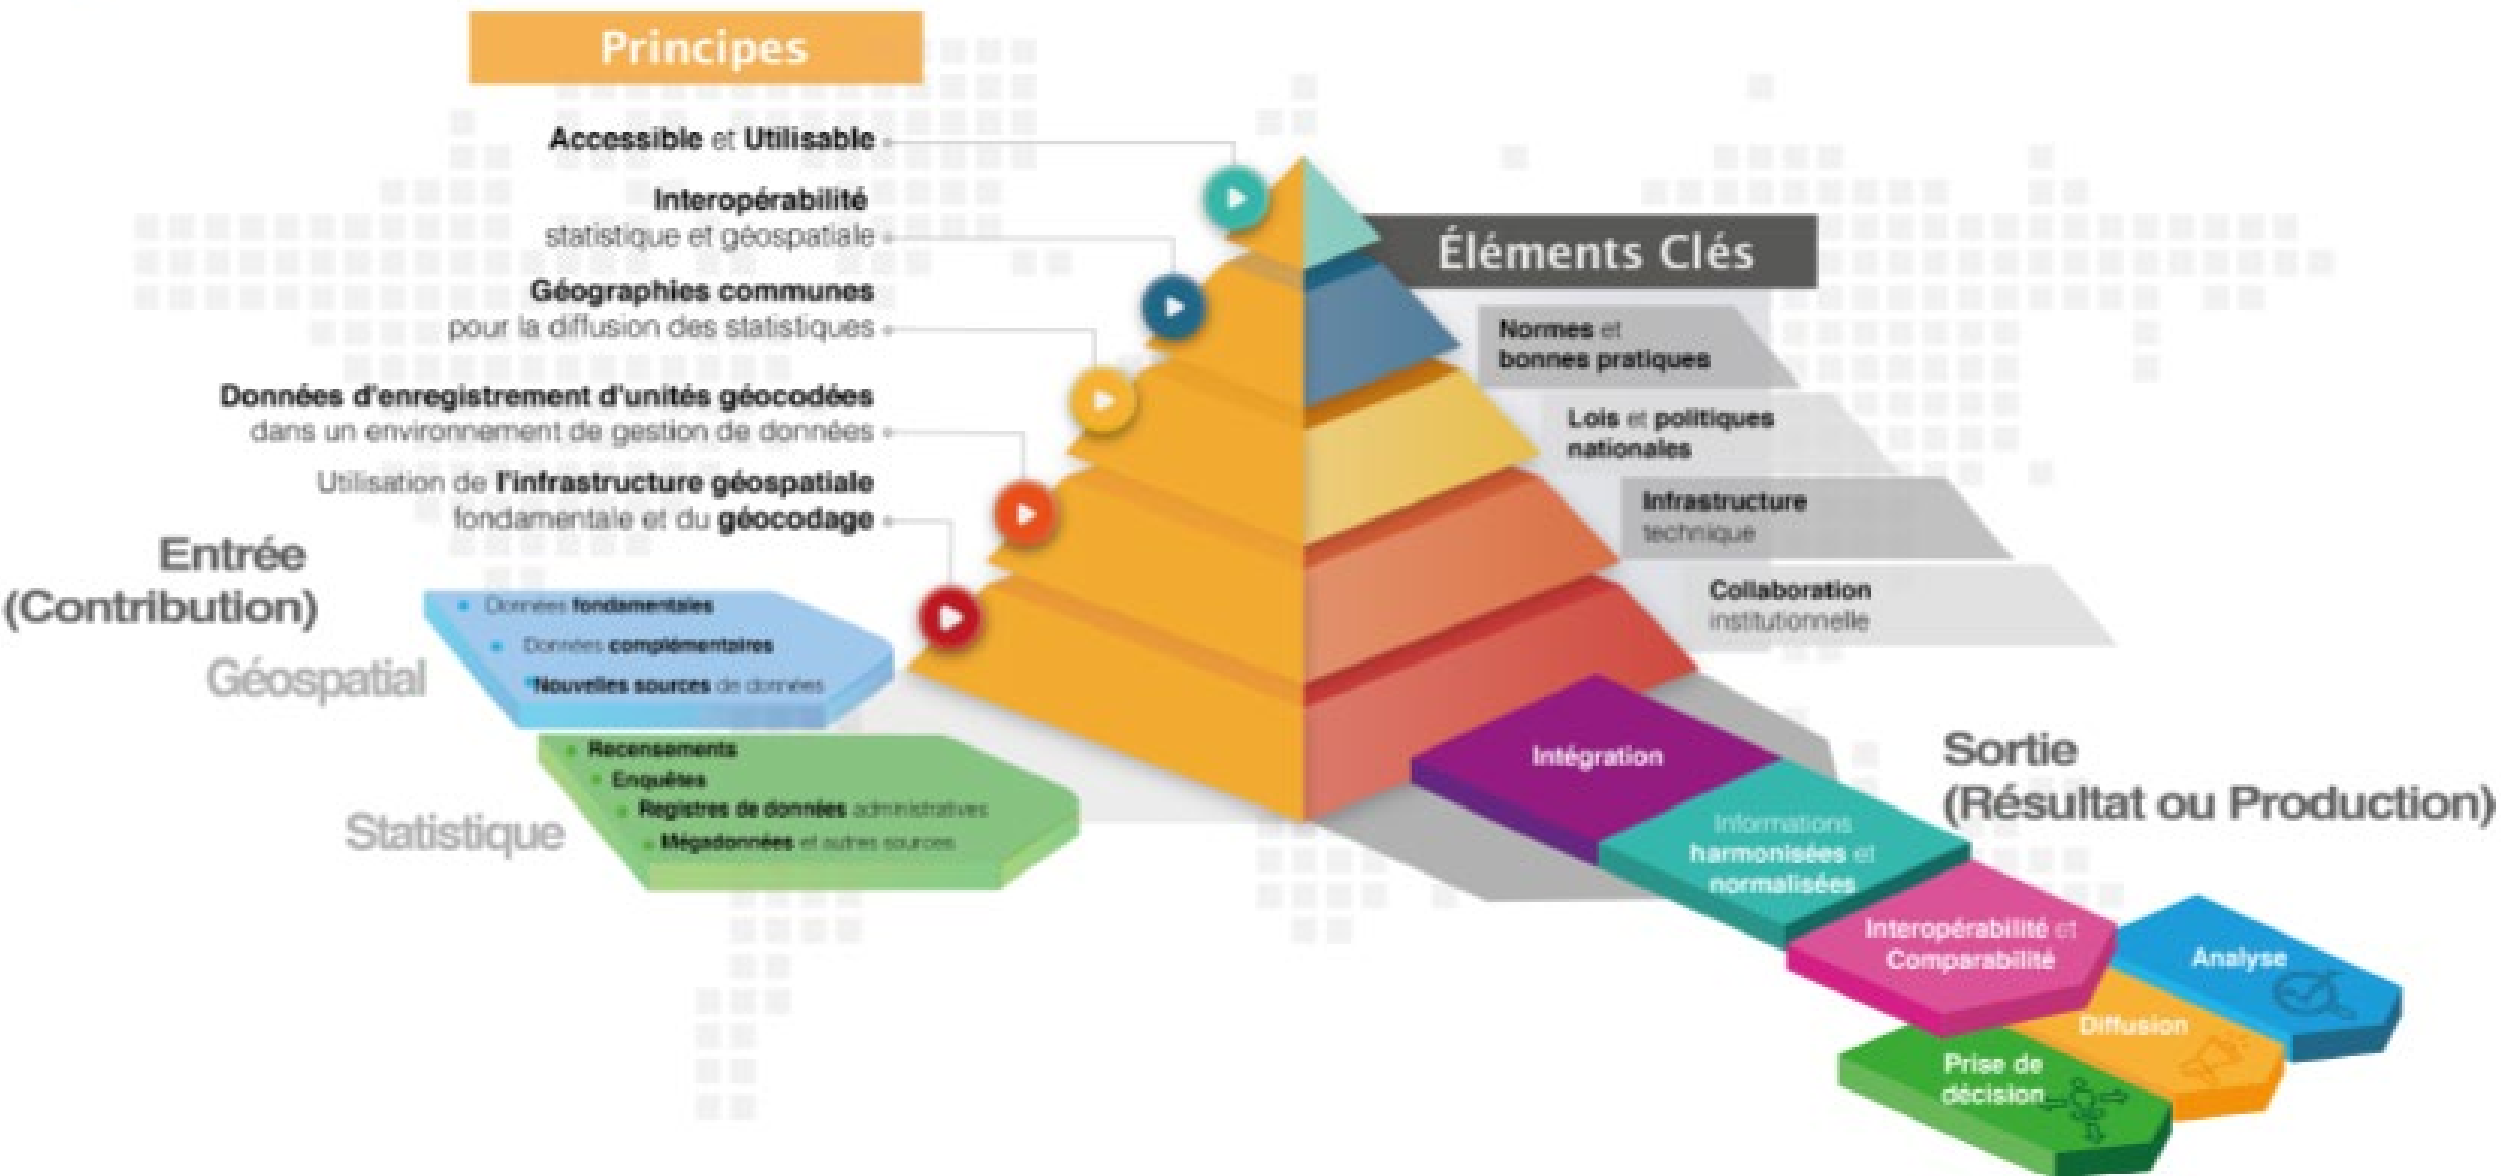 Principes
Accessible et Utilisable
Interopérabilité
statistique et géospatiale
Géographies communes
pour la diffusion des statistiques
Données d'enregistrement d'unités géocodées
dans un environnement de gestion de données
Utilisation de l'infrastructure géospatiale
fondamentale et du géocodage
Éléments Clés
Normes et
bonnes pratiques
Lois et politiques
nationales
Infrastructure
technique
Collaboration
institutionnelle
Entrée
(Contribution)
Géospatial
Données fondamentales
Données complémentaires
Nouvelles sources de données
Statistique
Recensements
Enquêtes
Registres de données administratives
Mégadonnées et autres sources
Sortie
(Résultat ou Production)
Intégration
Informations
harmonisées et
normalisées
Interopérabilité et
Comparabilité
Analyse
Diffusion
Prise de
décision